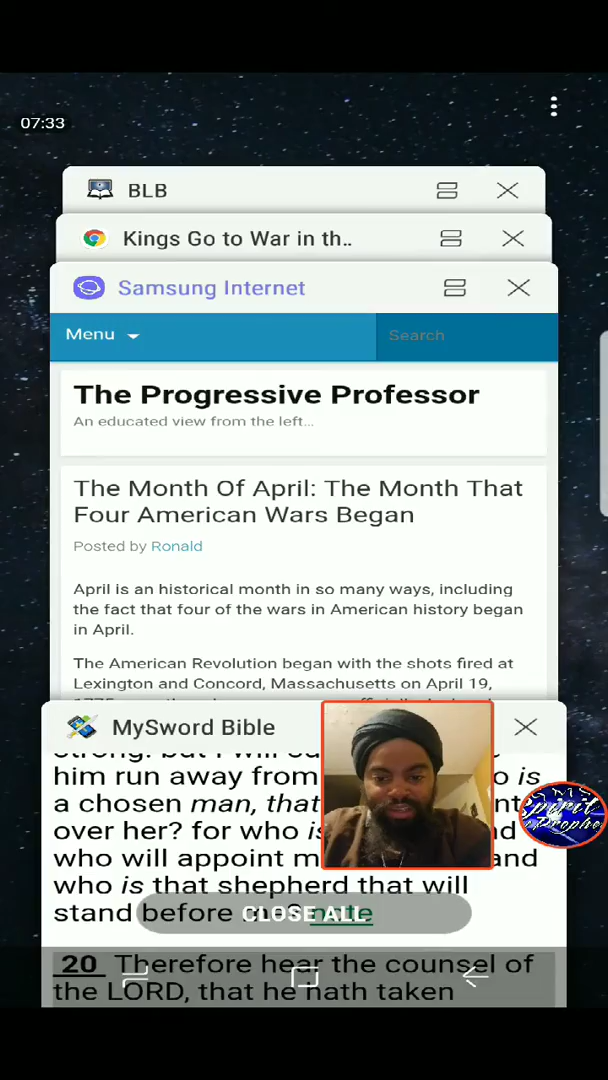 07:33
BLB
Kings Go to War in th..
Samsung Internet
Menu
Search
The Progressive Professor
An educated view from the left...
The Month Of April: The Month That
Four American Wars Began
Posted by Ronald
April is an historical month in so many ways, including
the fact that four of the wars in American history began
in April.
The American Revolution began with the shots fired at
Lexington and Concord, Massachusetts on April 19,
MySword Bible
him run away from is
a chosen man, that
over her? for who
who will appoint and
who is that shepherd that will
stand before me? note
CLOSE ALL
20 Therefore hear the counsel of
the LORD, that he hath taken
Spirit